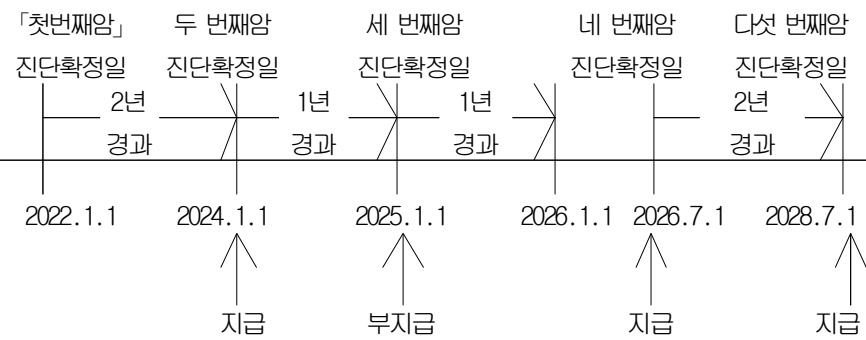 「첫번째암」 두 번째암 세 번째암 네 번째암 다섯 번째암
진단확정일 진단확정일 진단확정일 진단확정일 진단확정일
2년 1년 1년 2년
경과 경과 경과 경과
2022.1.1 2024.1.1 2025.1.1 2026.1.1 2026.7.1 2028.7.1
지급 부지급 지급 지급